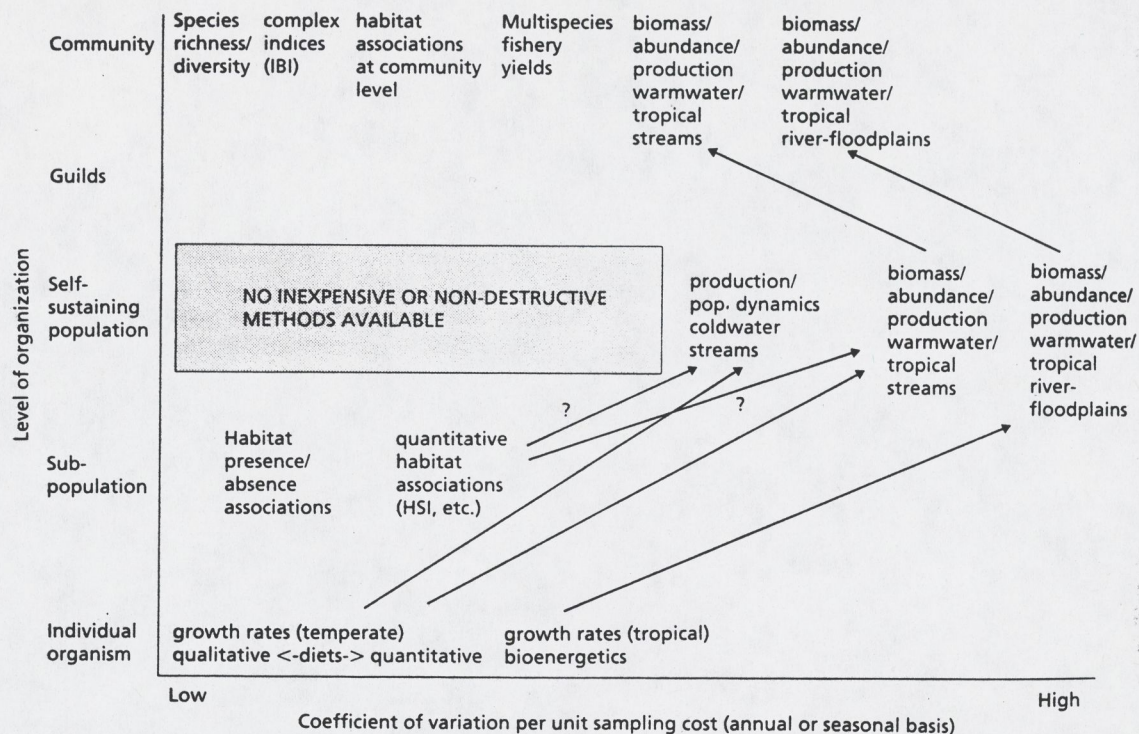 Community
Species
richness/
diversity
complex
indices
(IBI)
habitat
associations
at community
level
Multispecies
fishery
yields
biomass/
abundance/
production
warmwater/
tropical
streams
biomass/
abundance/
production
warmwater/
tropical
river-floodplains
Guilds
Level of organization
Self-
sustaining
population
NO INEXPENSIVE OR NON-DESTRUCTIVE
METHODS AVAILABLE
production/
pop. dynamics
coldwater
streams
biomass/
abundance/
production
warmwater/
tropical
streams
biomass/
abundance/
production
warmwater/
tropical
river-
floodplains
?
?
Sub-
population
Habitat
presence/
absence
associations
quantitative
habitat
associations
(HSI, etc.)
Individual
organism
growth rates (temperate)
qualitative <-diets-> quantitative
growth rates (tropical)
bioenergetics
Low
High
Coefficient of variation per unit sampling cost (annual or seasonal basis)